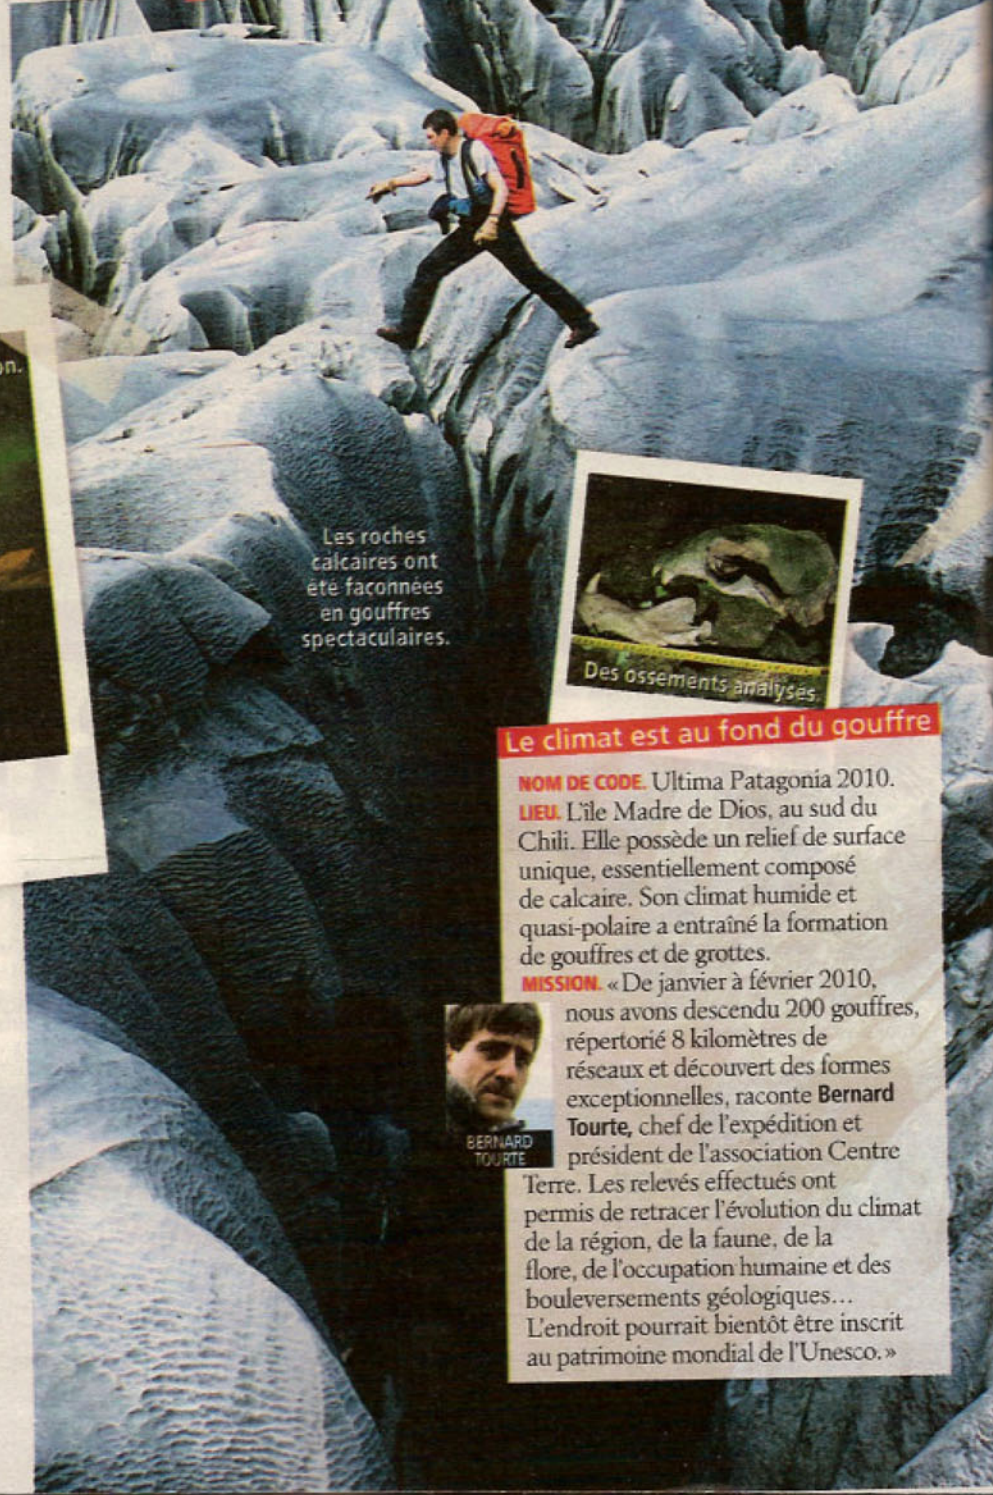 on.
Les roches
calcaires ont
été façonnées
en gouffres
spectaculaires.
Des ossements analysés.
Le climat est au fond du gouffre
NOM DE CODE. Ultima Patagonia 2010.
LIEU. L'île Madre de Dios, au sud du
Chili. Elle possède un relief de surface
unique, essentiellement composé
de calcaire. Son climat humide et
quasi-polaire a entraîné la formation
de gouffres et de grottes.
MISSION. «De janvier à février 2010,
nous avons descendu 200 gouffres,
répertorié 8 kilomètres de
réseaux et découvert des formes
exceptionnelles, raconte Bernard
Tourte, chef de l'expédition et
président de l'association Centre
Terre. Les relevés effectués ont
permis de retracer l'évolution du climat
de la région, de la faune, de la
flore, de l'occupation humaine et des
bouleversements géologiques...
L'endroit pourrait bientôt être inscrit
au patrimoine mondial de l'Unesco.»
BERNARD
TOURTE